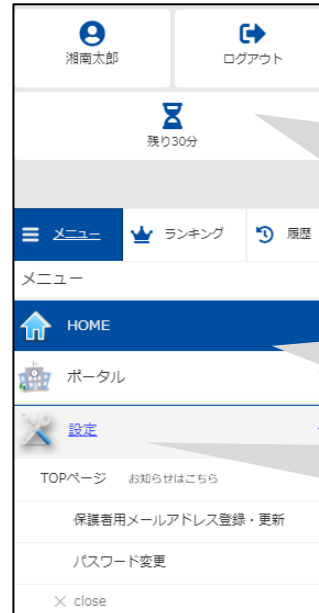 湘南太郎 ログアウト
残り30分
メニュー ランキング 履歴
メニュー
HOME
ポータル
設定
TOPページ お知らせはこちら
保護者用メールアドレス登録・更新
パスワード変更
× close